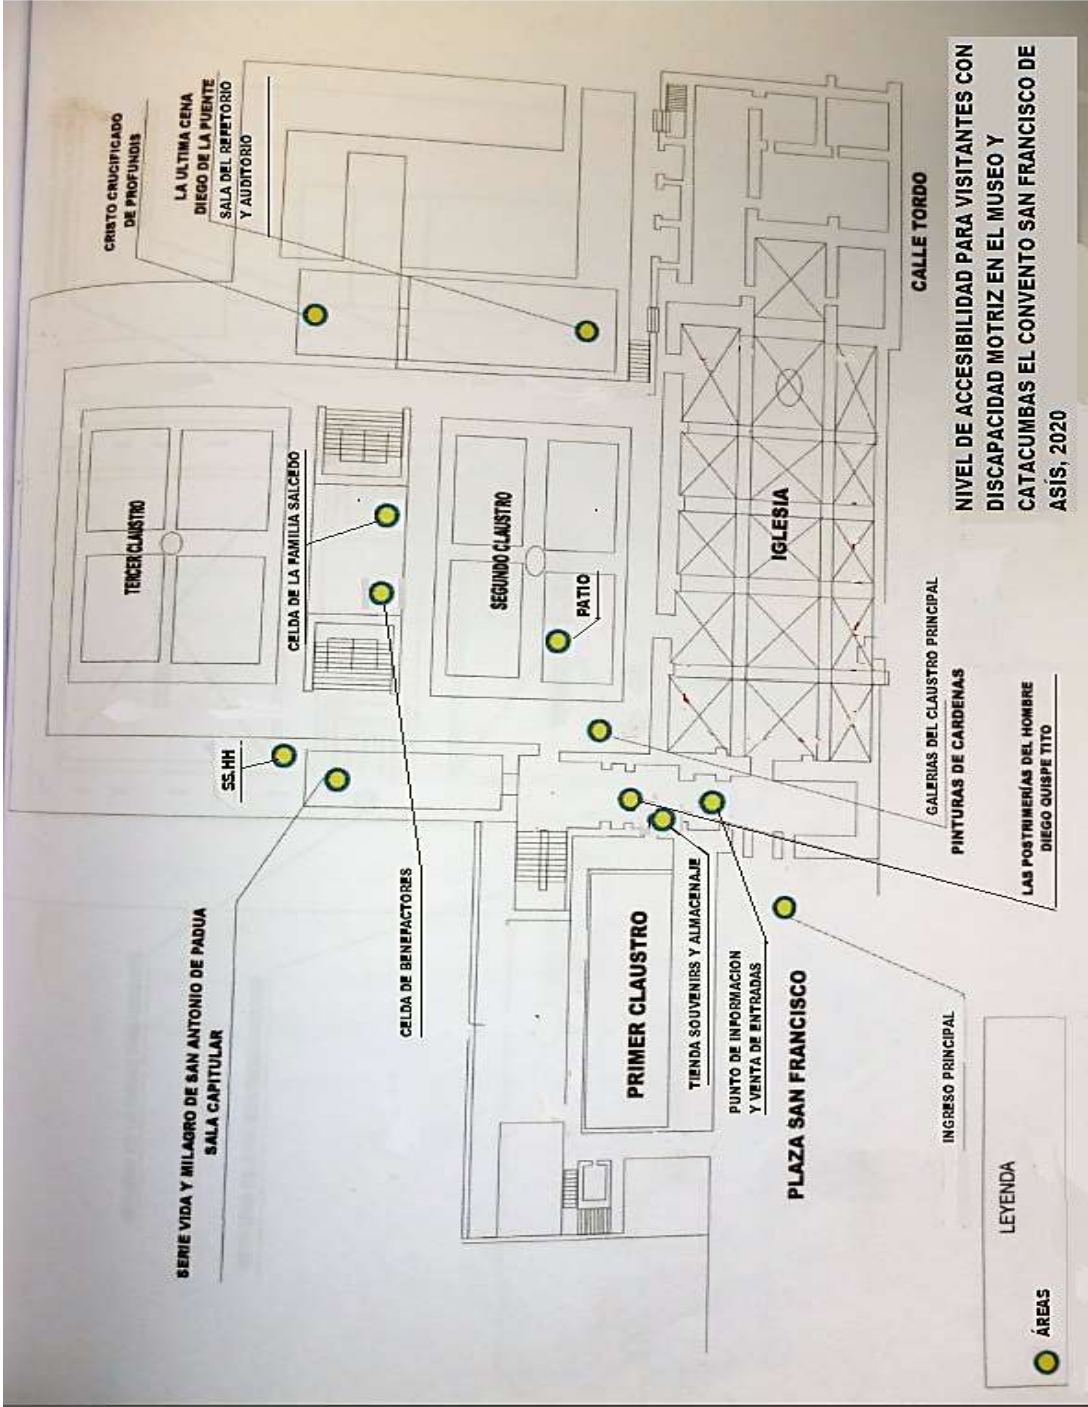 NIVEL DE ACCESIBILIDAD PARA VISITANTES CON
DISCAPACIDAD MOTRIZ EN EL MUSEO Y
CATACUMBAS EL CONVENTO SAN FRANCISCO DE
ASÍS, 2020
SERIE VIDA Y MILAGRO DE SAN ANTONIO DE PADUA
SALA CAPITULAR
SS.HH
CRISTO CRUCIFICADO
DE PROFUNDIS
LA ULTIMA CENA
DIEGO DE LA PUENTE
SALA DEL REFETORIO
Y AUDITORIO
TERCER CLAUSTRO
CELDA DE LA FAMILIA SALCEDO
CELDA DE BENEFACTORES
SEGUNDO CLAUSTRO
PATIO
PRIMER CLAUSTRO
TIENDA SOUVENIRS Y ALMACENAJE
PUNTO DE INFORMACION
Y VENTA DE ENTRADAS
PLAZA SAN FRANCISCO
IGLESIA
CALLE TORDO
GALERIAS DEL CLAUSTRO PRINCIPAL
PINTURAS DE CARDENAS
INGRESO PRINCIPAL
LAS POSTRIMERÍAS DEL HOMBRE
DIEGO QUISPE TITO
LEYENDA
ÁREAS